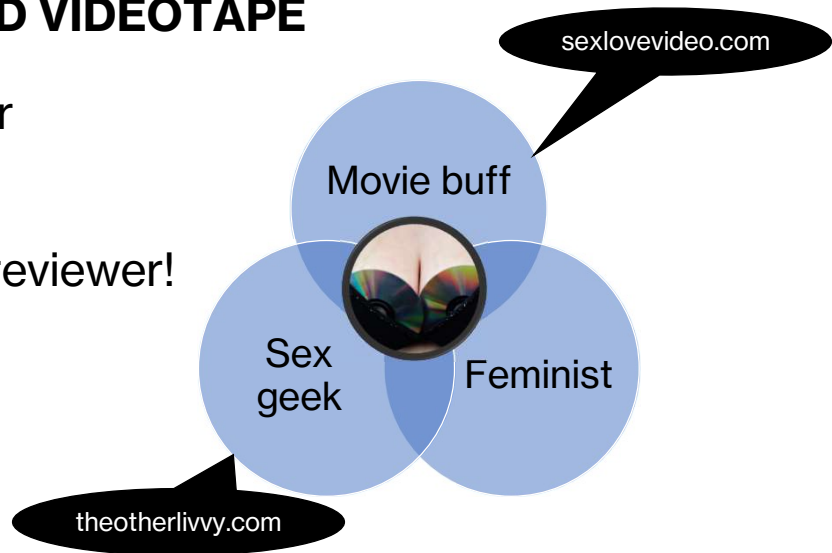 D VIDEOTAPE
sexlovevideo.com
r
Movie buff
eviewer!
Sex
geek
Feminist
theotherlivvy.com